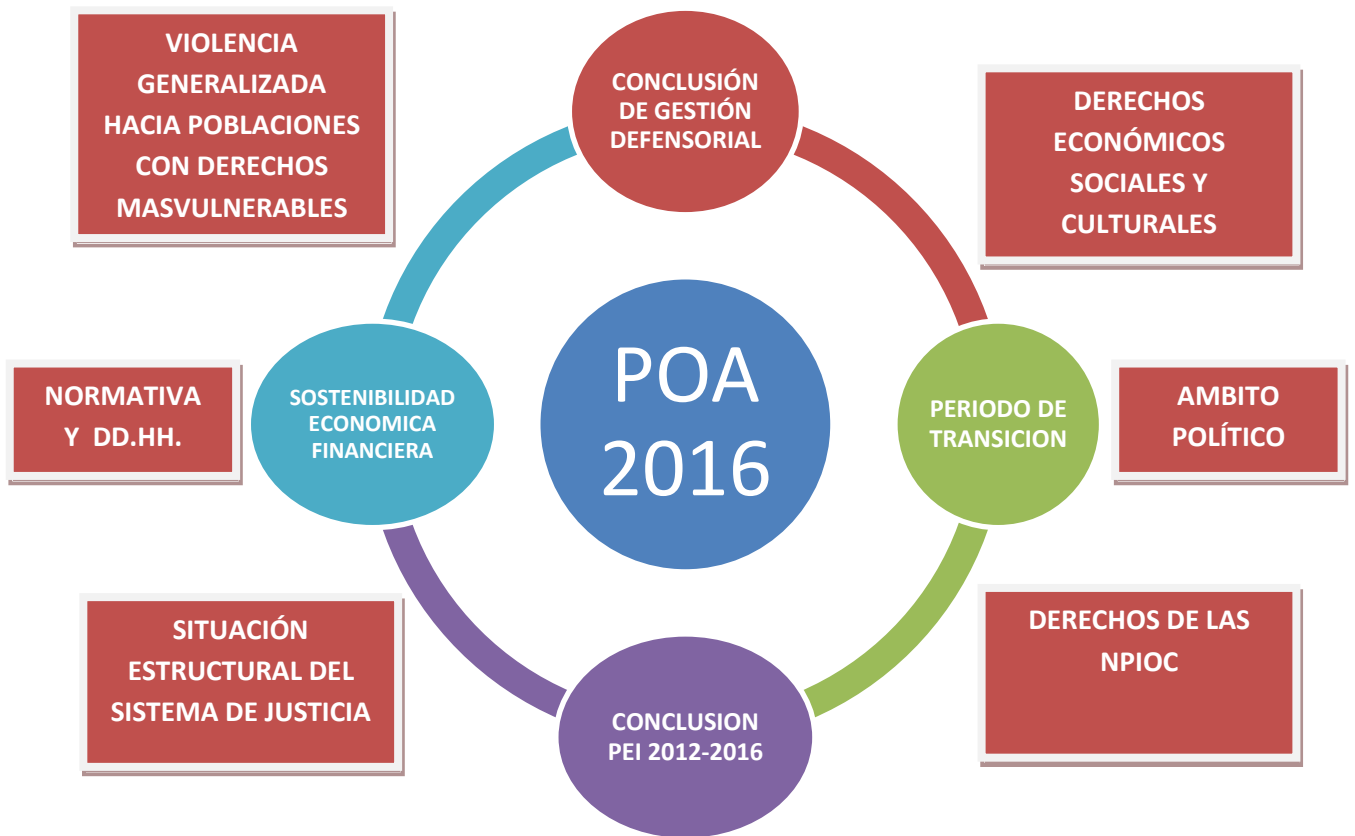 VIOLENCIA
GENERALIZADA
HACIA POBLACIONES
CON DERECHOS
MASVULNERABLES
CONCLUSIÓN
DE GESTIÓN
DEFENSORIAL
DERECHOS
ECONÓMICOS
SOCIALES Y
CULTURALES
NORMATIVA
Y DD.HH.
SOSTENIBILIDAD
ECONOMICA
FINANCIERA
POA
2016
PERIODO DE
TRANSICION
AMBITO
POLÍTICO
SITUACIÓN
ESTRUCTURAL DEL
SISTEMA DE JUSTICIA
CONCLUSION
PEI 2012-2016
DERECHOS DE LAS
NPIOC